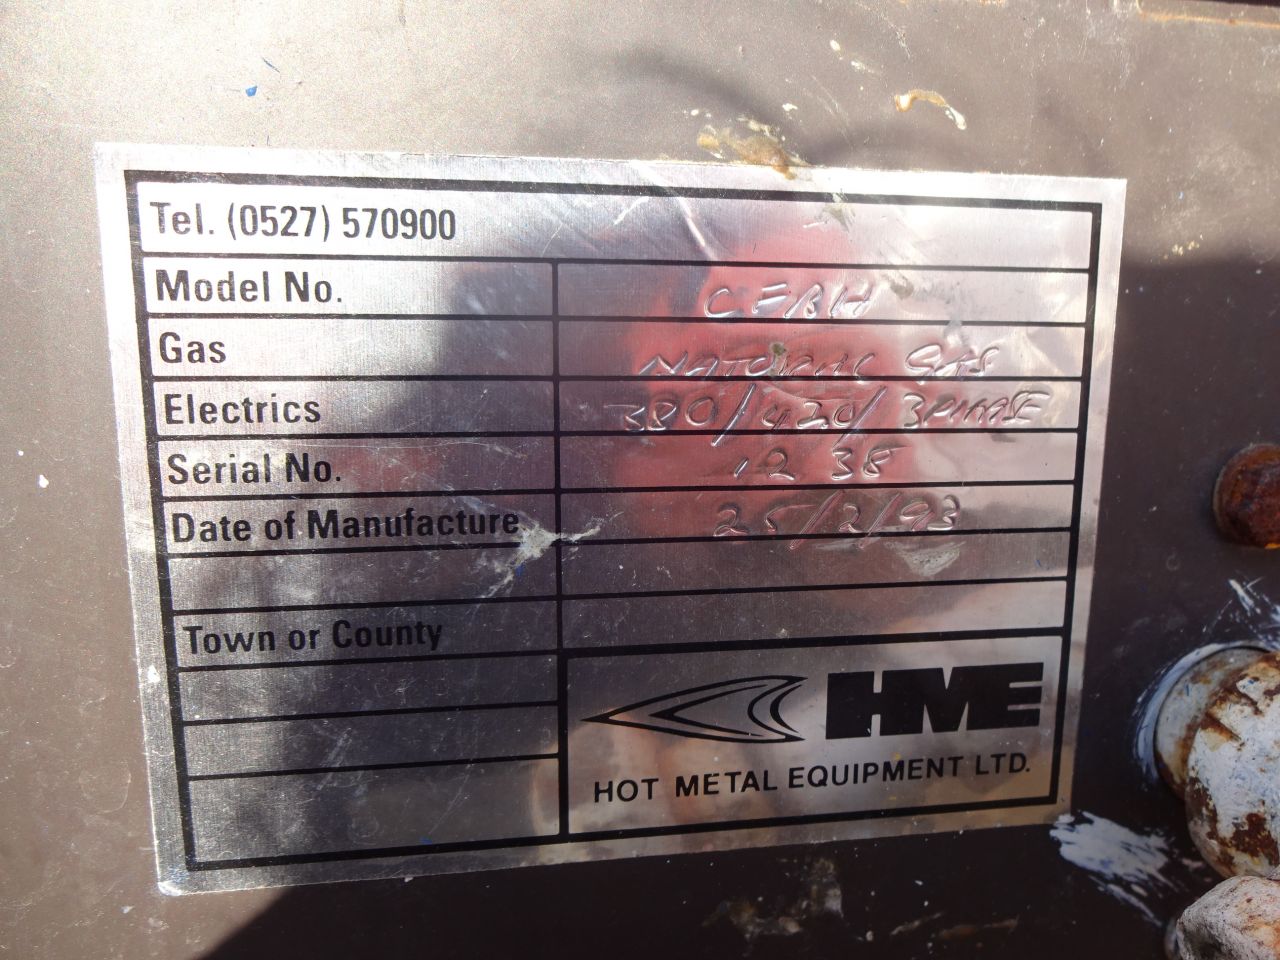 Tel. (0527) 570900
Model No. CFBH
Gas NATURAL GAS
Electrics 380/420/3PHASE
Serial No. 1238
Date of Manufacture 25/2/93
Town or County
HME
HOT METAL EQUIPMENT LTD.